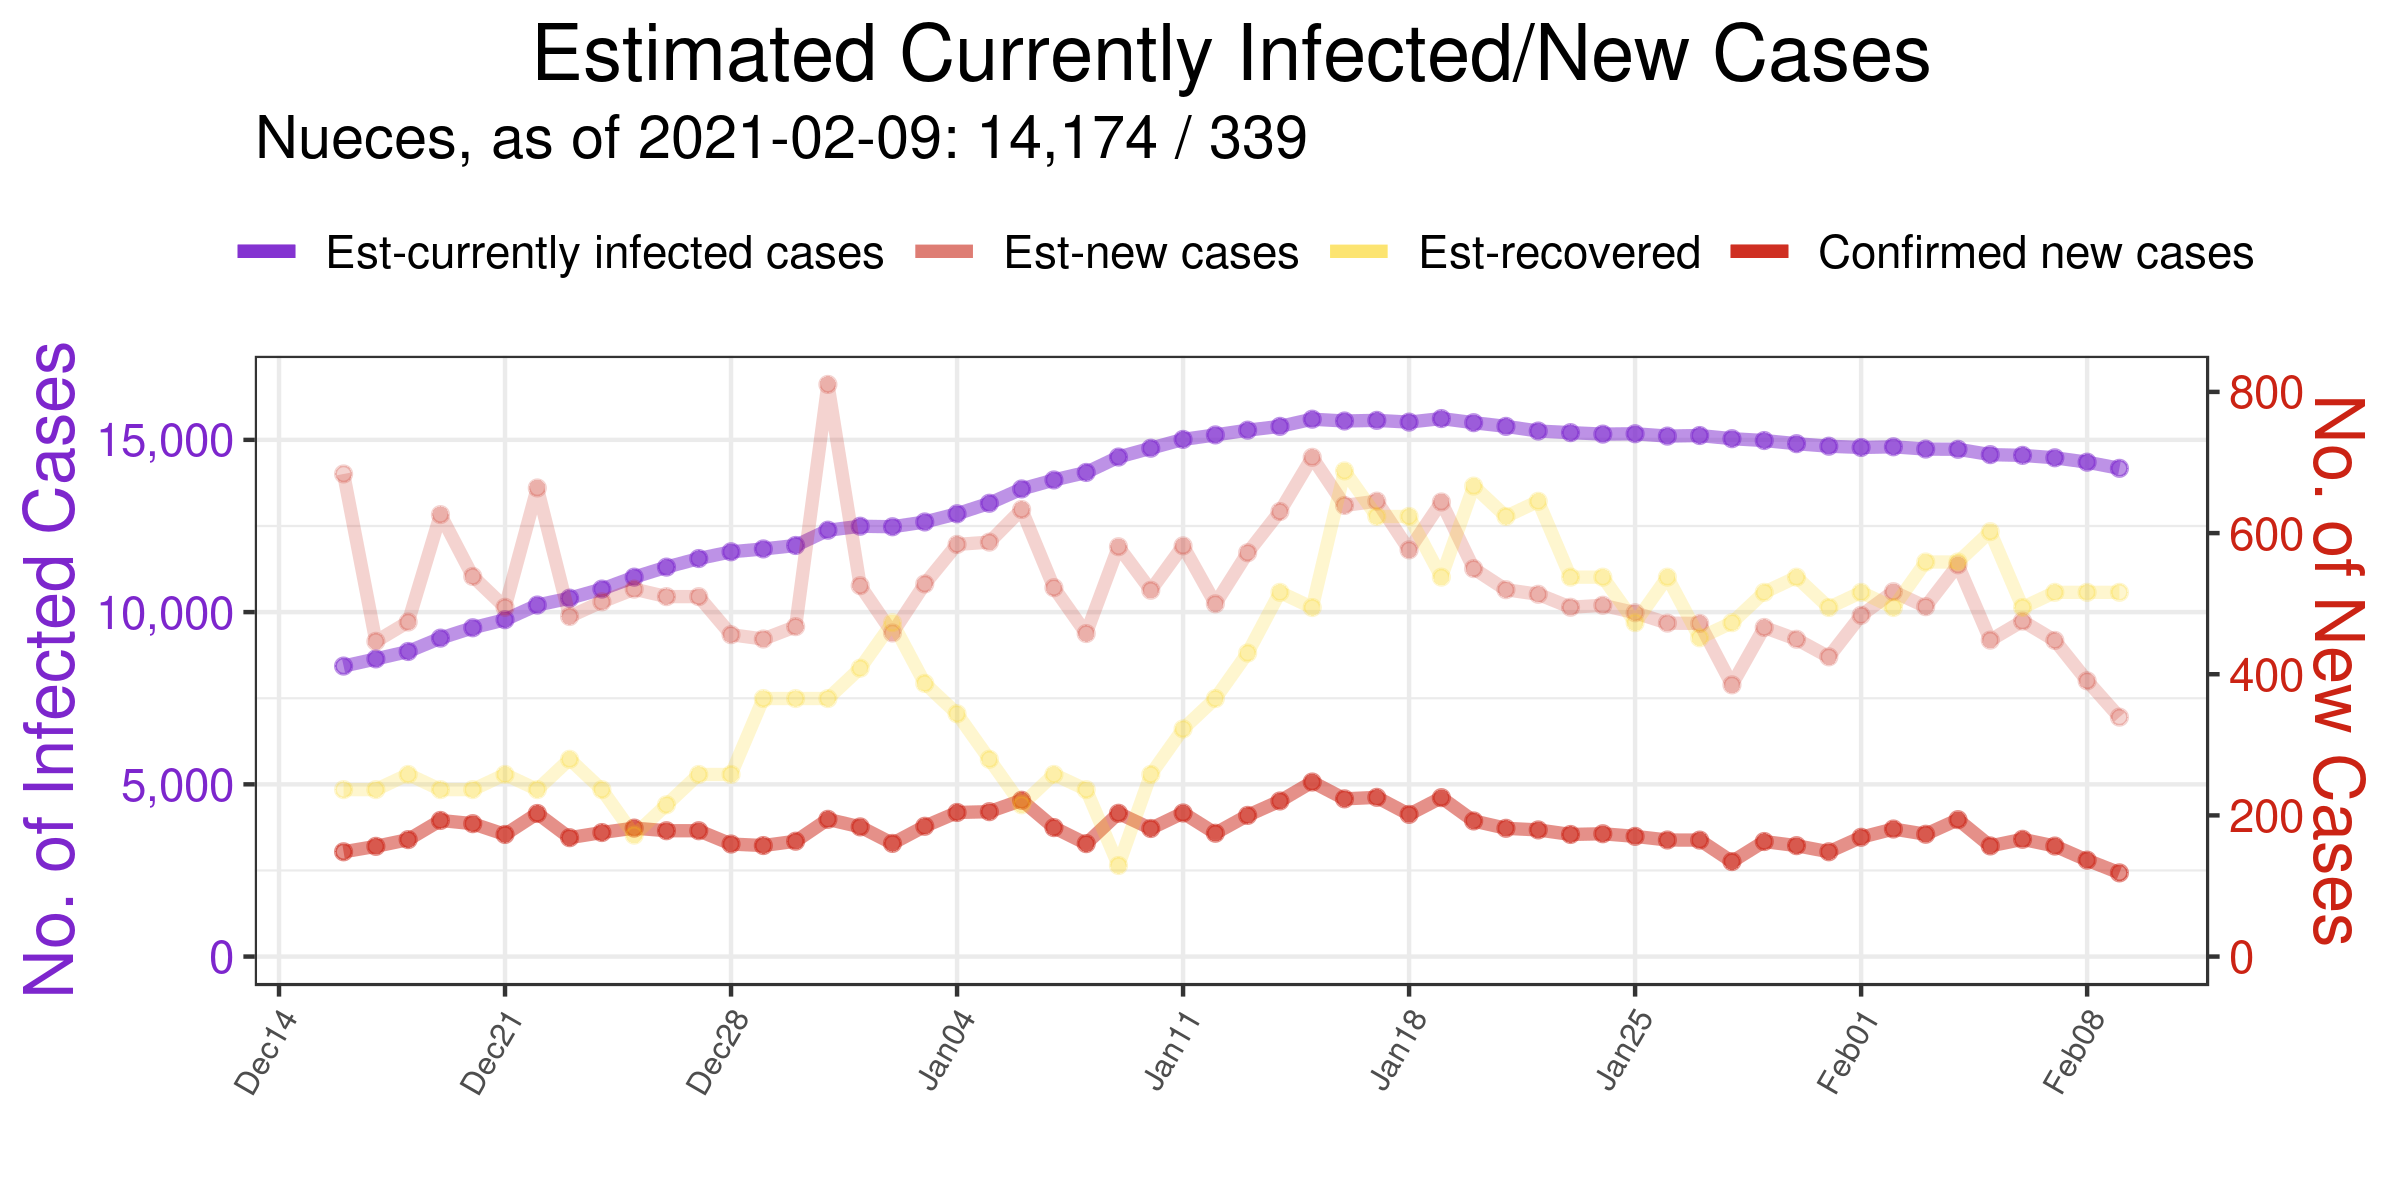 Estimated Currently Infected/New Cases
Nueces, as of 2021-02-09: 14,174 / 339
Est-currently infected cases Est-new cases Est-recovered Confirmed new cases
No. of Infected Cases
15,000
10,000
5,000
0
800
600
400
200
0
No. of New Cases
Dec14 Dec21 Dec28 Jan04 Jan11 Jan18 Jan25 Feb01 Feb08